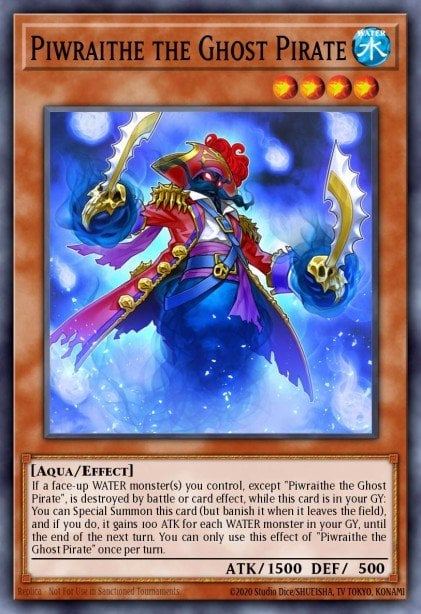 Piwraithe the Ghost Pirate
WATER
水
[Aqua/Effect]
If a face-up WATER monster(s) you control, except "Piwraithe the Ghost
Pirate", is destroyed by battle or card effect, while this card is in your GY:
You can Special Summon this card (but banish it when it leaves the field),
and if you do, it gains 100 ATK for each WATER monster in your GY, until
the end of the next turn. You can only use this effect of "Piwraithe the
Ghost Pirate" once per turn.
ATK/1500 DEF/ 500
Replica - Not For Use in Sanctioned Tournaments
©2020 Studio Dice/SHUEISHA, TV TOKYO, KONAMI